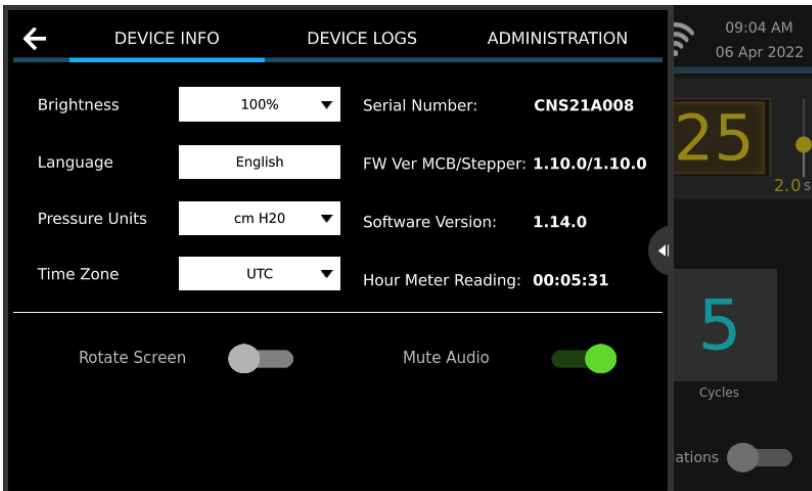 DEVICE INFO DEVICE LOGS ADMINISTRATION
09:04 AM
06 Apr 2022
Brightness 100% Serial Number: CNS21A008
Language English FW Ver MCB/Stepper: 1.10.0/1.10.0
Pressure Units cm H20 Software Version: 1.14.0
Time Zone UTC Hour Meter Reading: 00:05:31
Rotate Screen Mute Audio
25
2.0 s
5
Cycles
ations